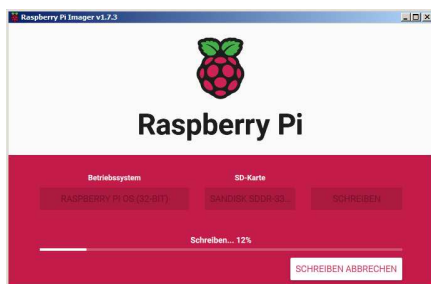 Raspberry Pi Imager v1.7.3
Raspberry Pi
Betriebssystem SD-Karte
RASPBERRY PI OS (32-BIT) SANDISK SDDR-33... SCHREIBEN
Schreiben... 12%
SCHREIBEN ABBRECHEN